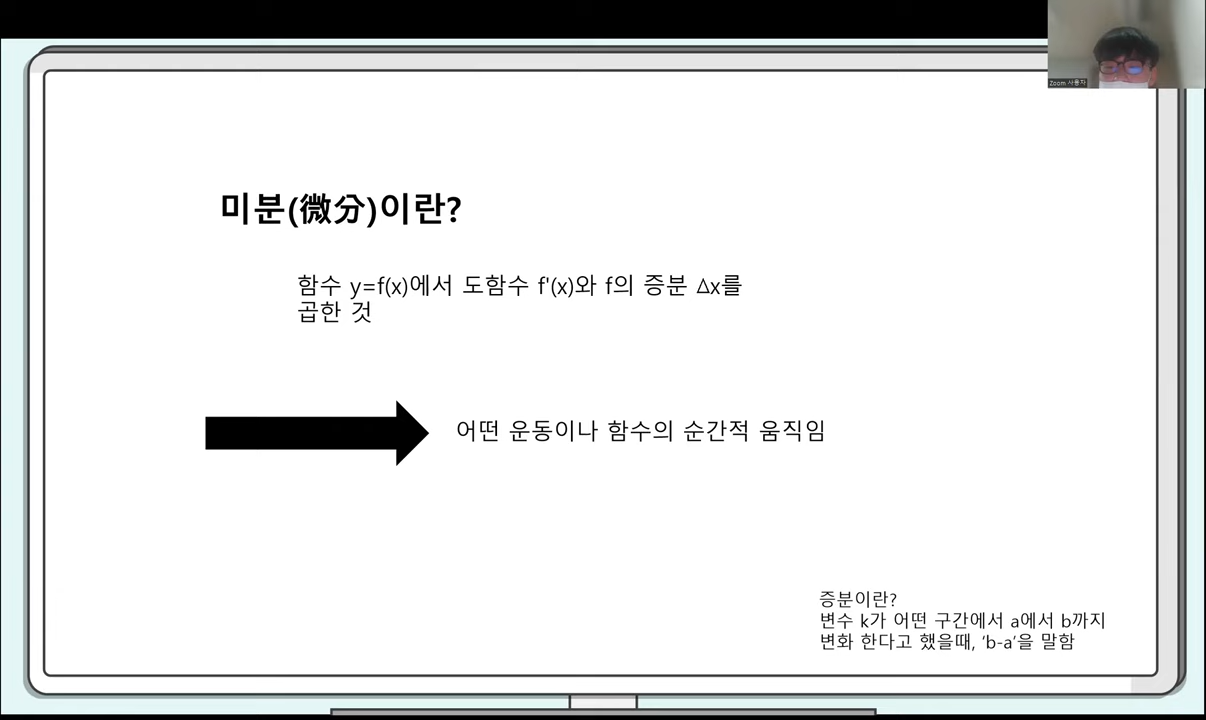 Zoom 사용자
미분(微分)이란?
함수 y=f(x)에서 도함수 f'(x)와 f의 증분 Δx를
곱한 것
어떤 운동이나 함수의 순간적 움직임
증분이란?
변수 k가 어떤 구간에서 a에서 b까지
변화 한다고 했을때, ‘b-a’을 말함